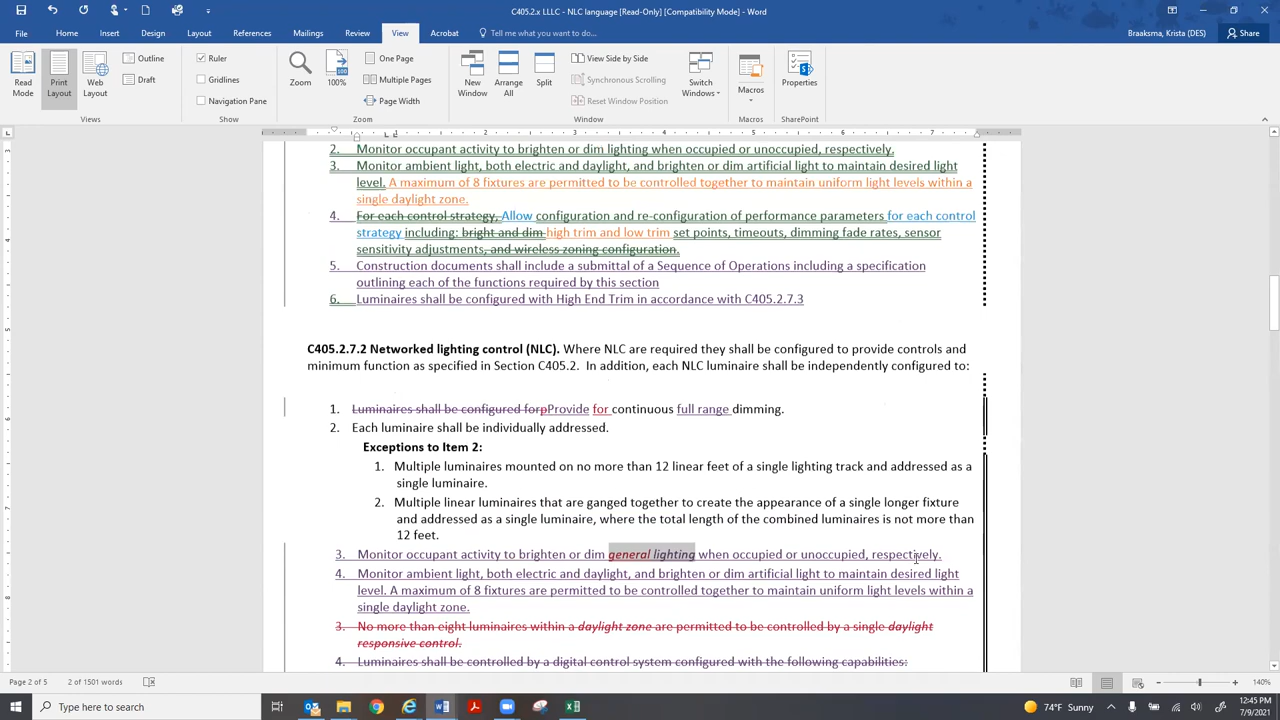 C405.2.x - NLC Language [Read-Only] [Compatibility Mode] - Word
Braaksma, Krista (DES)
File Home Insert Design Layout References Mailings Review View Acrobat Tell me what you want to do... Share
Read Mode
Print Layout
Web Layout
Outline
Draft
Views
Ruler
Gridlines
Navigation Pane
Show
Zoom
100%
One Page
Multiple Pages
Page Width
Zoom
New Window
Arrange All
Split
View Side by Side
Synchronous Scrolling
Reset Window Position
Window
Switch Windows
Macros
Macros
Properties
SharePoint
1 2 3 4 5 6 7
2. Monitor occupant activity to brighten or dim lighting when occupied or unoccupied, respectively.
3. Monitor ambient light, both electric and daylight, and brighten or dim artificial light to maintain desired light
level. A maximum of 8 fixtures are permitted to be controlled together to maintain uniform light levels within a
single daylight zone.
4. For each control strategy, Allow configuration and re-configuration of performance parameters for each control
strategy including: bright and dim high trim and low trim set points, timeouts, dimming fade rates, sensor
sensitivity adjustments, and wireless zoning configuration.
5. Construction documents shall include a submittal of a Sequence of Operations including a specification
outlining each of the functions required by this section
6. Luminaires shall be configured with High End Trim in accordance with C405.2.7.3
C405.2.7.2 Networked lighting control (NLC). Where NLC are required they shall be configured to provide controls and
minimum function as specified in Section C405.2. In addition, each NLC luminaire shall be independently configured to:
1. Luminaires shall be configured forpProvide for continuous full range dimming.
2. Each luminaire shall be individually addressed.
Exceptions to Item 2:
1. Multiple luminaires mounted on no more than 12 linear feet of a single lighting track and addressed as a
single luminaire.
2. Multiple linear luminaires that are ganged together to create the appearance of a single longer fixture
and addressed as a single luminaire, where the total length of the combined luminaires is not more than
12 feet.
3. Monitor occupant activity to brighten or dim general lighting when occupied or unoccupied, respectively.
4. Monitor ambient light, both electric and daylight, and brighten or dim artificial light to maintain desired light
level. A maximum of 8 fixtures are permitted to be controlled together to maintain uniform light levels within a
single daylight zone.
3. No more than eight luminaires within a daylight zone are permitted to be controlled by a single daylight
responsive control.
4. Luminaires shall be controlled by a digital control system configured with the following capabilities:
Page 2 of 5 2 of 1501 words 140%
Type here to search
74°F Sunny 12:45 PM
7/9/2021